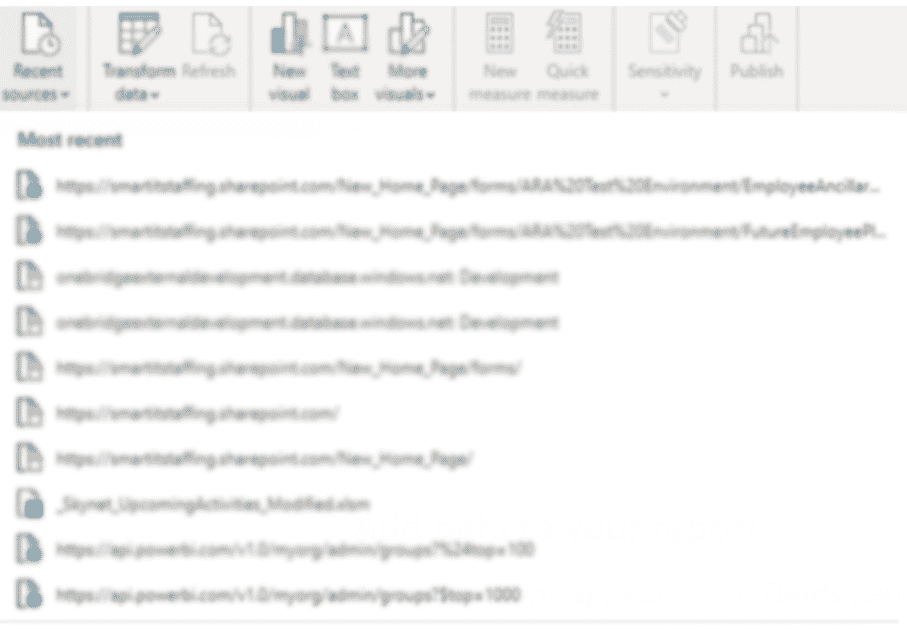 Recent sources
Transform data
Refresh
New visual
Text box
More visuals
New measure
Quick measure
Sensitivity
Publish
Most recent
https://smartitstaffing.sharepoint.com/New_Home_Page/forms/ARA%20Test%20Environment/EmployeeAncillar...
https://smartitstaffing.sharepoint.com/New_Home_Page/forms/ARA%20Test%20Environment/FutureEmployeePl...
onebridgeexternaldevelopment.database.windows.net: Development
onebridgeexternaldevelopment.database.windows.net: Development
https://smartitstaffing.sharepoint.com/New_Home_Page/forms/
https://smartitstaffing.sharepoint.com/
https://smartitstaffing.sharepoint.com/New_Home_Page/
_Skynet_UpcomingActivities_Modified.xlsm
https://api.powerbi.com/v1.0/myorg/admin/groups?%24top=100
https://api.powerbi.com/v1.0/myorg/admin/groups?$top=1000